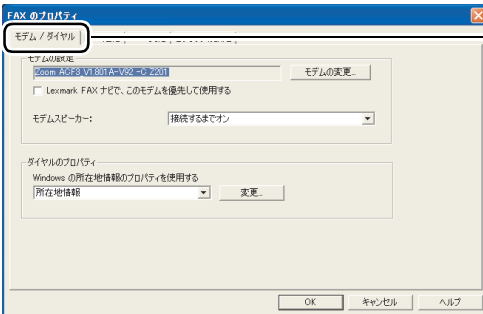 FAX のプロパティ
モデム / ダイヤル
モデムの設定
Zoom ACF3_V1.801A-V92 -C Z201
モデムの変更...
Lexmark FAX ナビで、このモデムを優先して使用する
モデムスピーカー:
接続するまでオン
ダイヤルのプロパティ
Windows の所在地情報のプロパティを使用する
所在地情報
変更...
OK
キャンセル
ヘルプ